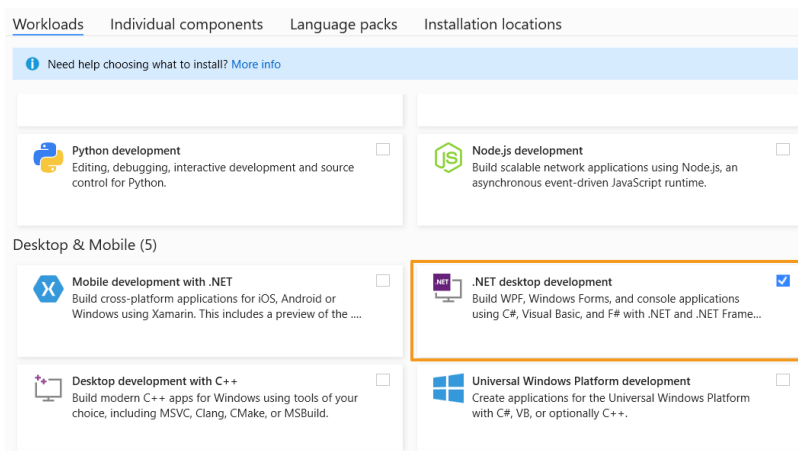 Workloads Individual components Language packs Installation locations
Need help choosing what to install? More info
Python development
Editing, debugging, interactive development and source
control for Python.
Node.js development
Build scalable network applications using Node.js, an
asynchronous event-driven JavaScript runtime.
Desktop & Mobile (5)
Mobile development with .NET
Build cross-platform applications for iOS, Android or
Windows using Xamarin. This includes a preview of the ....
.NET
.NET desktop development
Build WPF, Windows Forms, and console applications
using C#, Visual Basic, and F# with .NET and .NET Frame...
Desktop development with C++
Build modern C++ apps for Windows using tools of your
choice, including MSVC, Clang, CMake, or MSBuild.
Universal Windows Platform development
Create applications for the Universal Windows Platform
with C#, VB, or optionally C++.